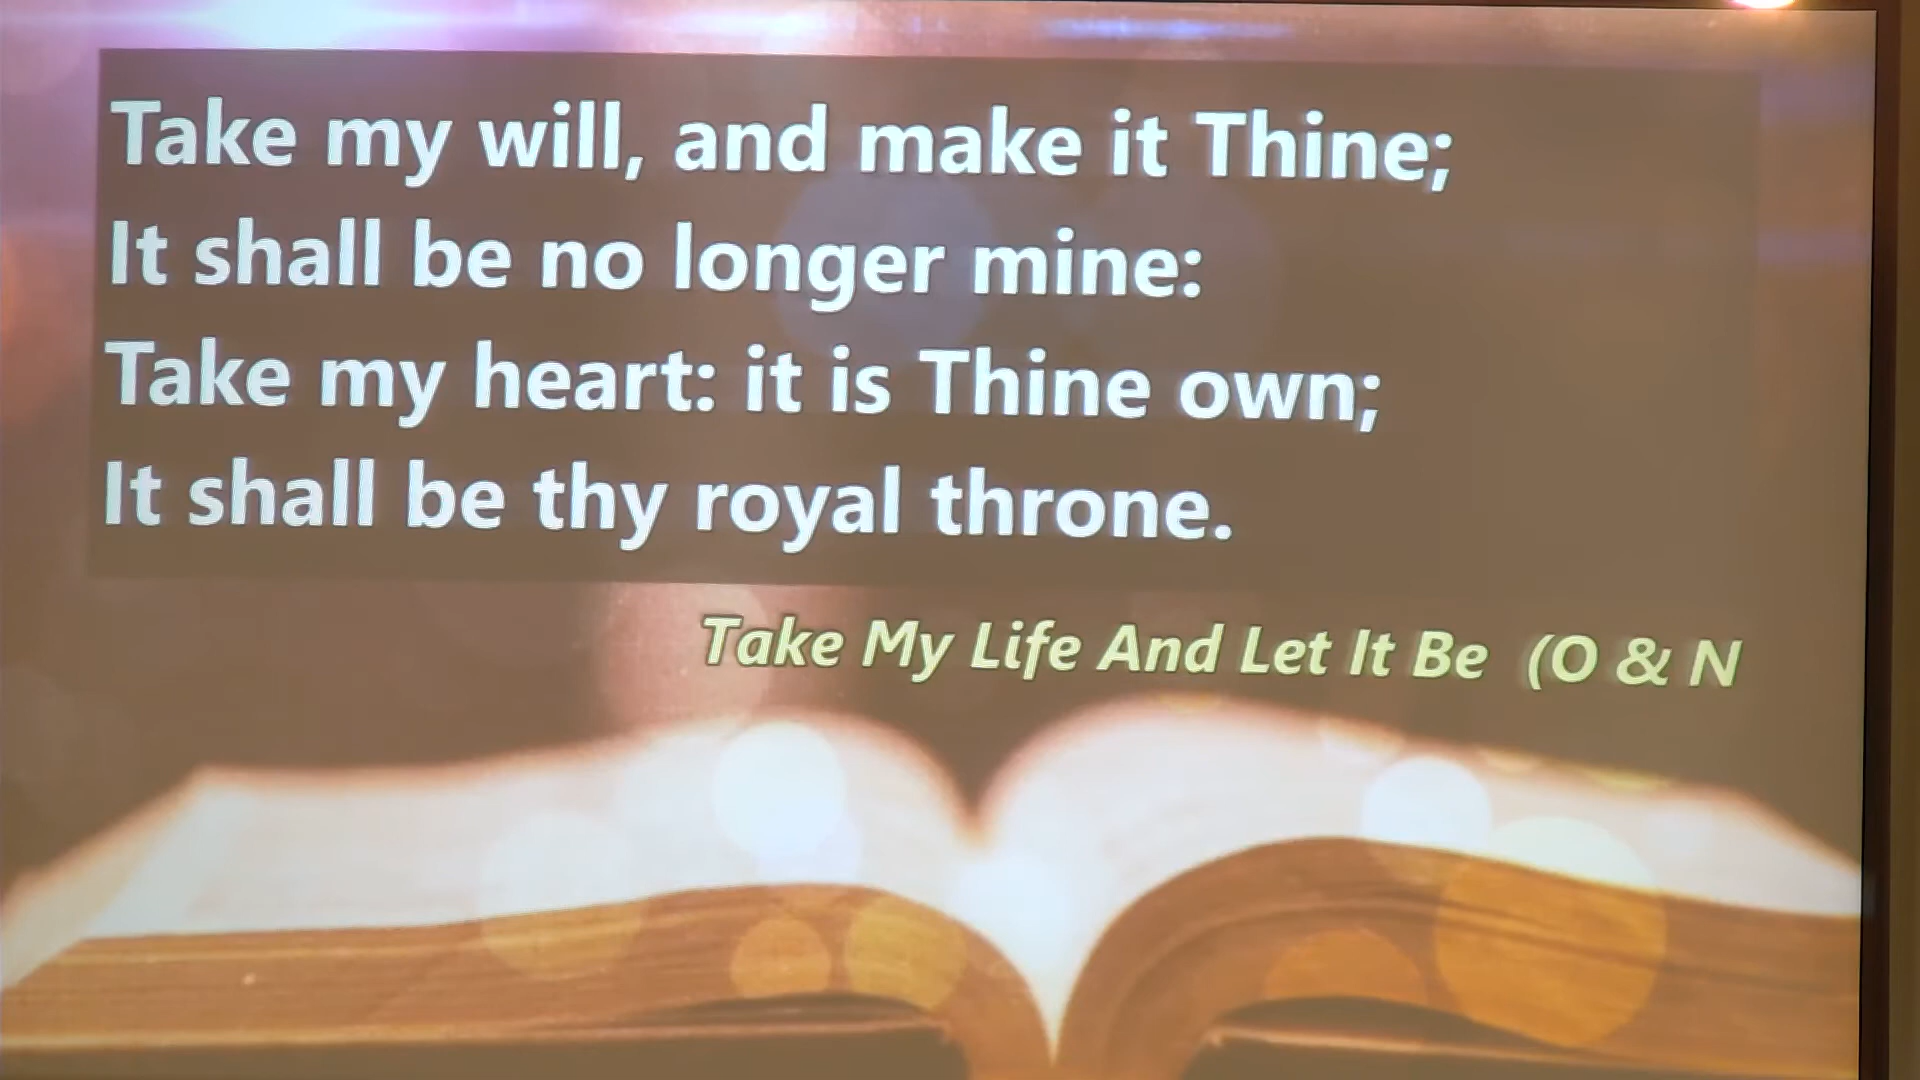 Take my will, and make it Thine;
It shall be no longer mine:
Take my heart: it is Thine own;
It shall be thy royal throne.
Take My Life And Let It Be (O & N